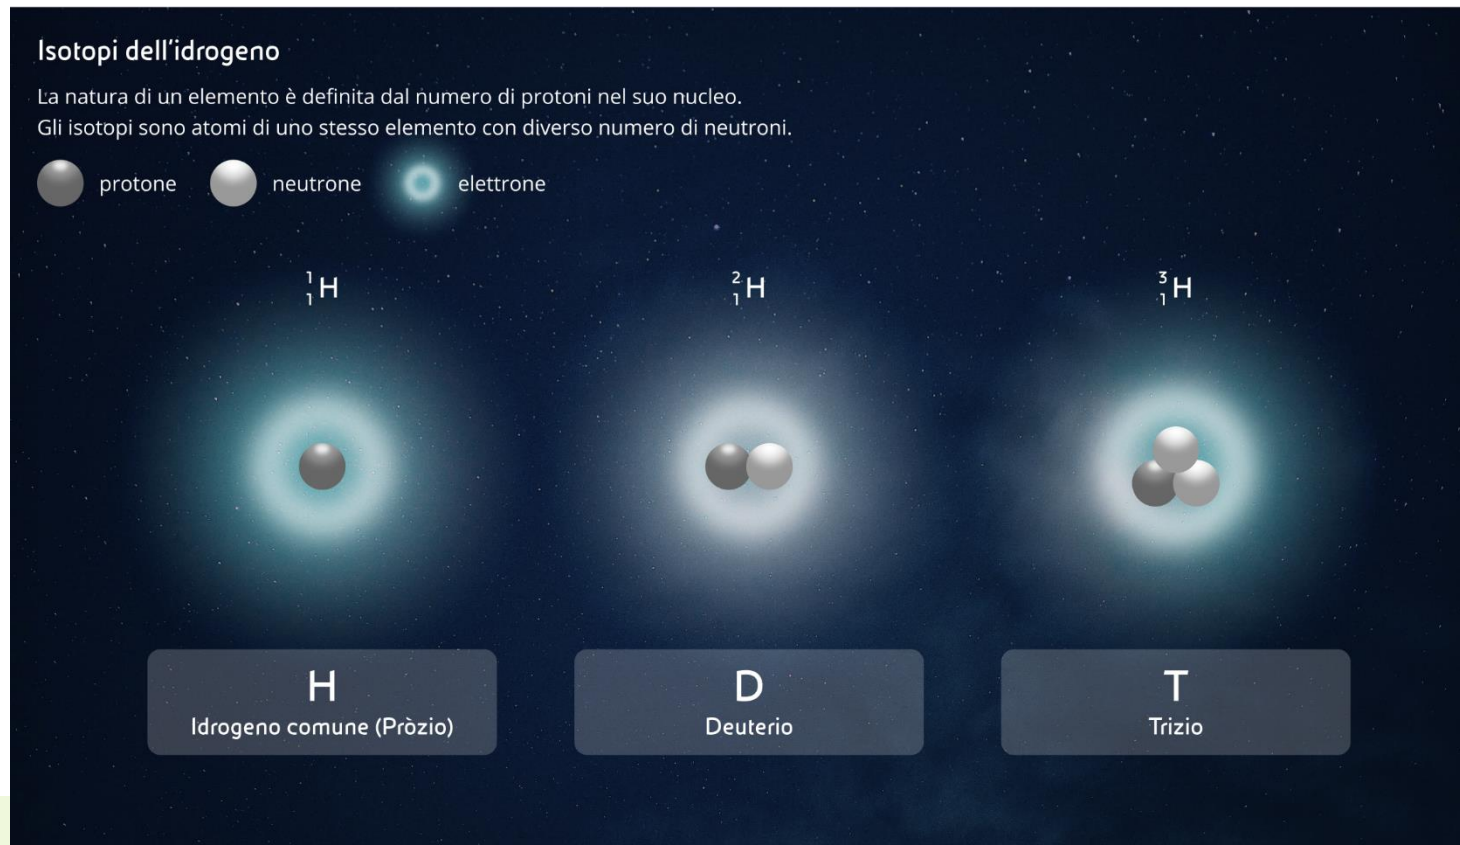 Isotopi dell'idrogeno
La natura di un elemento è definita dal numero di protoni nel suo nucleo.
Gli isotopi sono atomi di uno stesso elemento con diverso numero di neutroni.
protone neutrone elettrone
¹₁H ²₁H ³₁H
H D T
Idrogeno comune (Pròzio) Deuterio Trizio